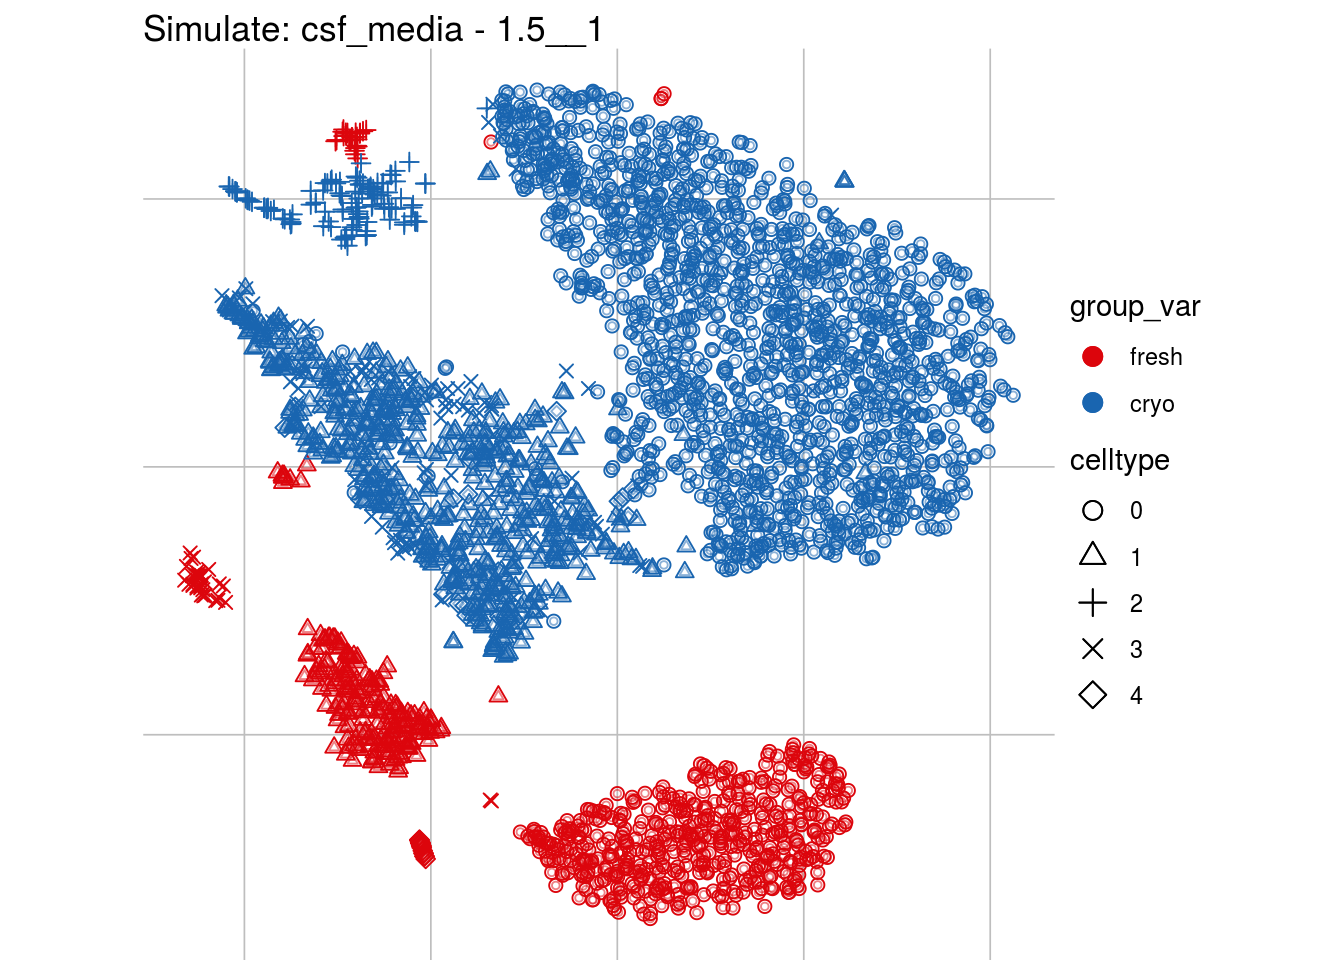 Simulate: csf_media - 1.5__1
group_var
fresh
cryo
celltype
0
1
2
3
4